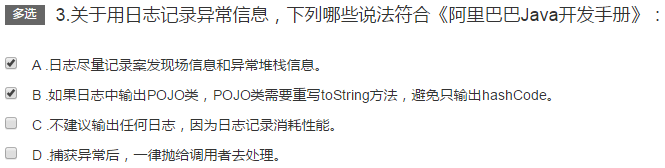 多选 3.关于用日志记录异常信息，下列哪些说法符合《阿里巴巴Java开发手册》：
A .日志尽量记录案发现场信息和异常堆栈信息。
B .如果日志中输出POJO类，POJO类需要重写toString方法，避免只输出hashCode。
C .不建议输出任何日志，因为日志记录消耗性能。
D .捕获异常后，一律抛给调用者去处理。